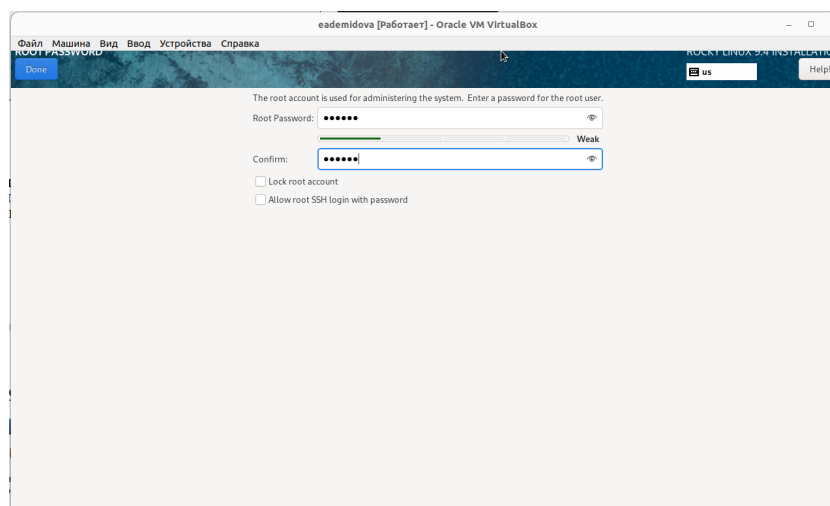 eademidova [Работает] - Oracle VM VirtualBox
Файл Машина Вид Ввод Устройства Справка
ROOT PASSWORD
ROCKY LINUX 9.4 INSTALLATIO
Done
us
Help!
The root account is used for administering the system. Enter a password for the root user.
Root Password: ●●●●●●
Weak
Confirm: ●●●●●●
Lock root account
Allow root SSH login with password